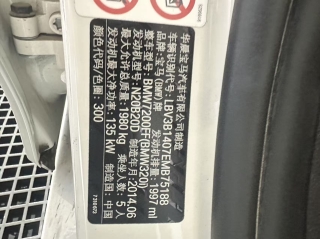 华晨宝马汽车有限公司制造
品牌：宝马(BMW)牌
车辆识别代号：LBV3B1407EMB75188
整车型号：BMW7200FF(BMW320i)
发动机型号：N20B20D 发动机排量：1997 ml
最大允许总质量：1980 kg 制造年月：2014.06
发动机最大净功率：135 kW 乘坐人数：5 人
颜色代码/色图：300 制造国：中国